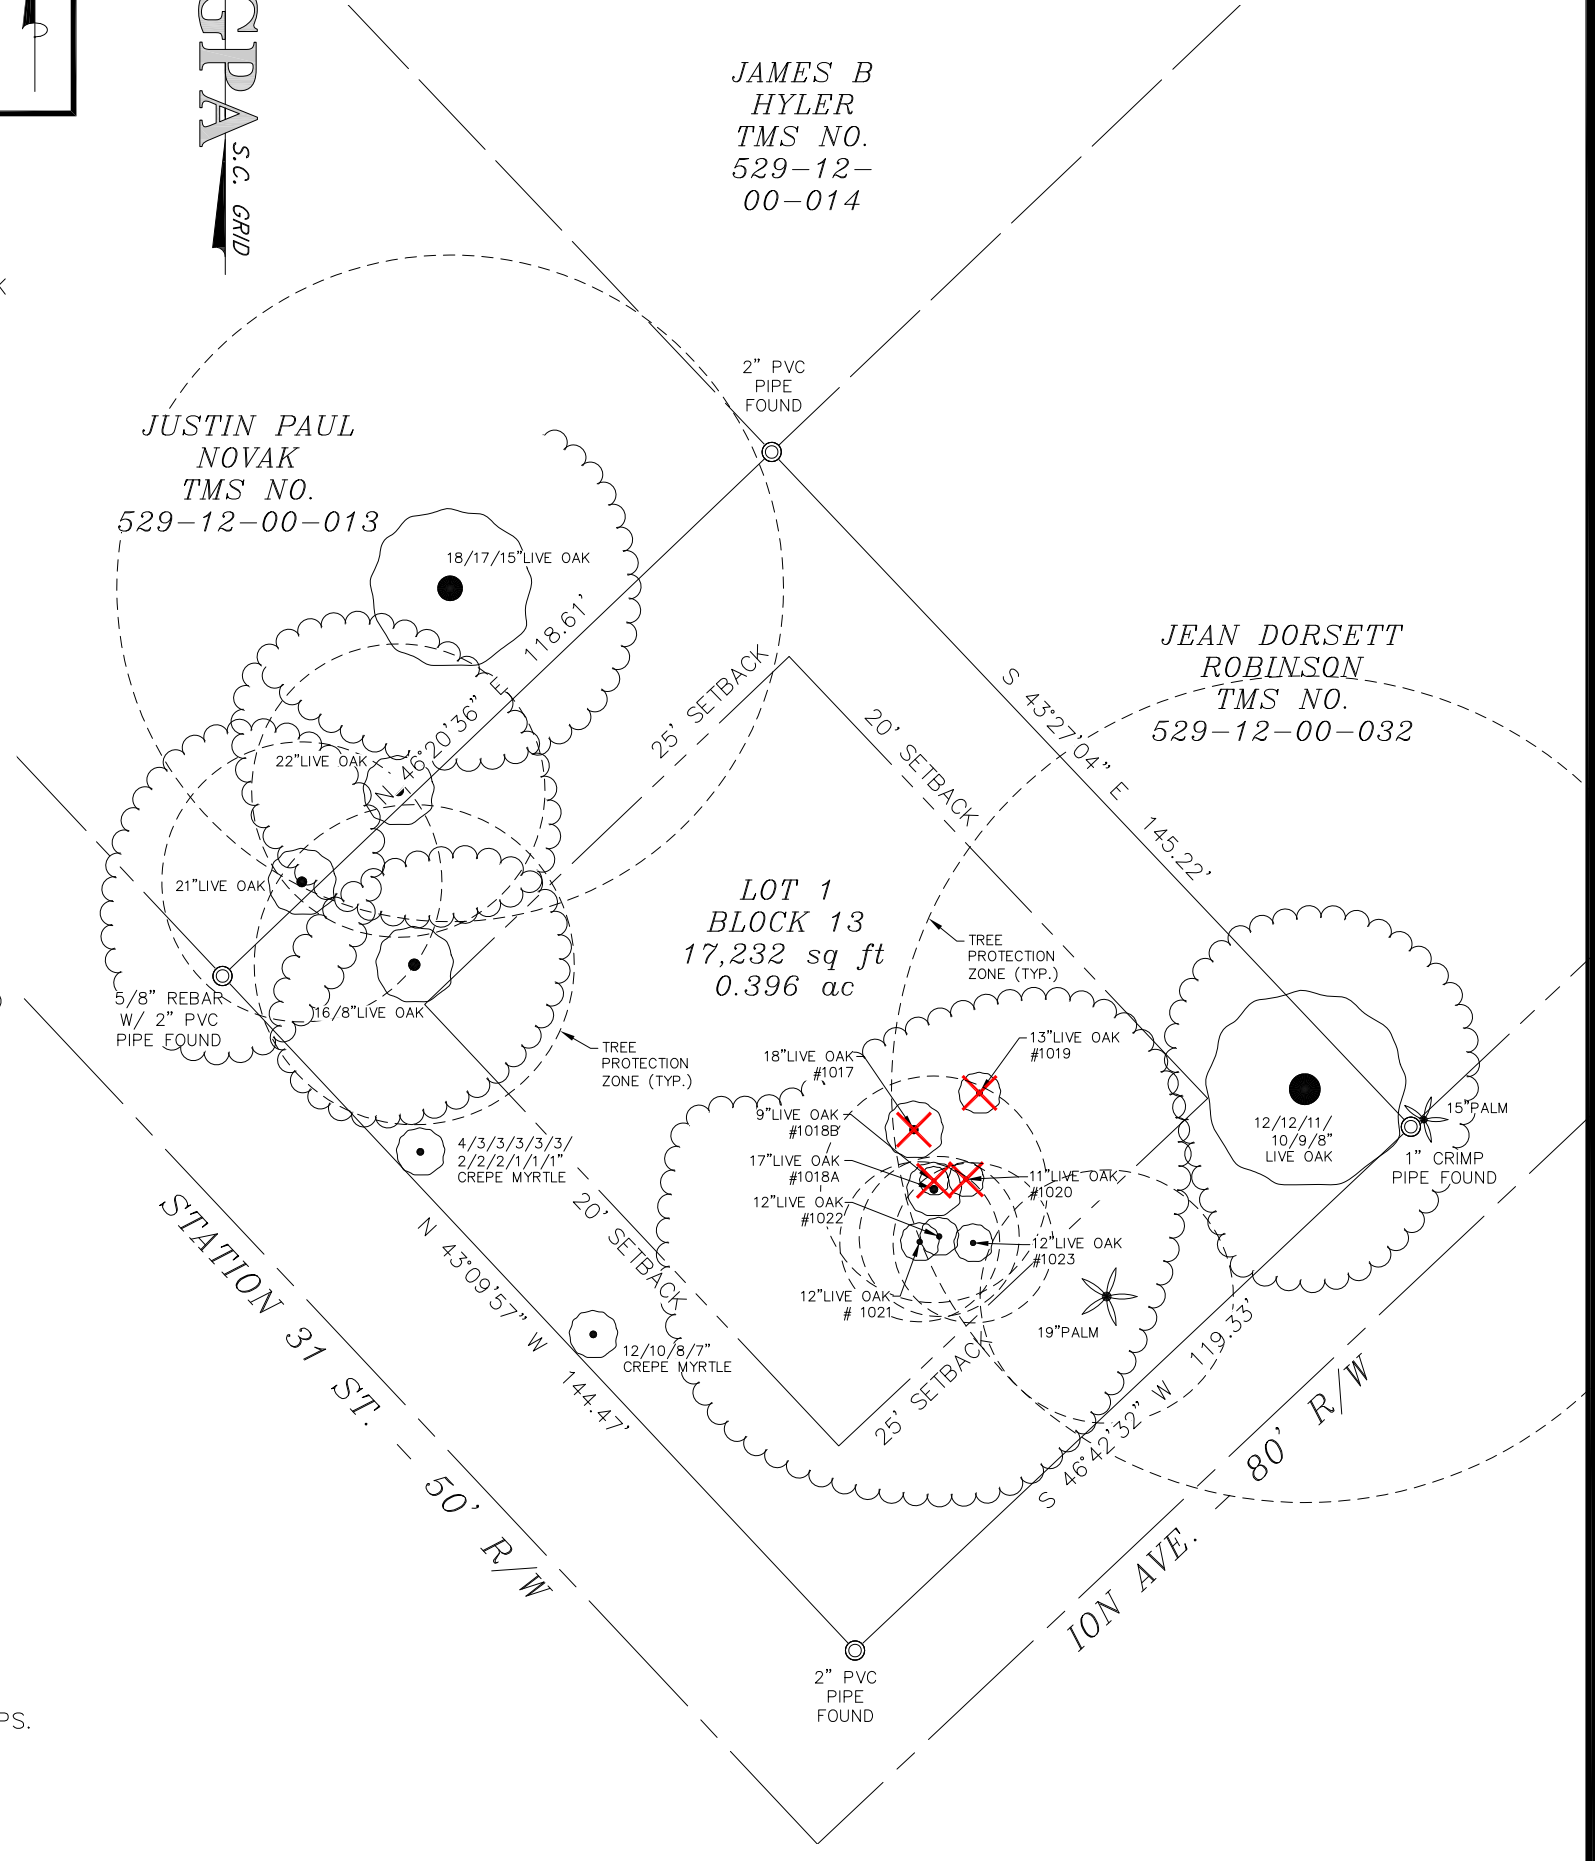 GPA
S.C. GRID
K
JAMES B
HYLER
TMS NO.
529-12-
00-014
2" PVC
PIPE
FOUND
JUSTIN PAUL
NOVAK
TMS NO.
529-12-00-013
18/17/15"LIVE OAK
118.61'
N 46°20'36" E
25' SETBACK
22"LIVE OAK
21"LIVE OAK
16/8"LIVE OAK
5/8" REBAR
W/ 2" PVC
PIPE FOUND
JEAN DORSETT
ROBINSON
TMS NO.
529-12-00-032
S 43°27'04" E
145.22'
20' SETBACK
LOT 1
BLOCK 13
17,232 sq ft
0.396 ac
TREE
PROTECTION
ZONE (TYP.)
TREE
PROTECTION
ZONE (TYP.)
13"LIVE OAK
#1019
18"LIVE OAK
#1017
9"LIVE OAK
#1018B
17"LIVE OAK
#1018A
12"LIVE OAK
#1022
12"LIVE OAK
# 1021
11"LIVE OAK
#1020
12"LIVE OAK
#1023
12/12/11/
10/9/8"
LIVE OAK
15"PALM
1" CRIMP
PIPE FOUND
19"PALM
4/3/3/3/3/3/
2/2/2/1/1/1"
CREPE MYRTLE
12/10/8/7"
CREPE MYRTLE
20' SETBACK
N 43°09'57" W
144.47'
25' SETBACK
S 46°42'32" W
119.33'
STATION 31 ST. - 50' R/W
ION AVE. 80' R/W
2" PVC
PIPE
FOUND
PS.